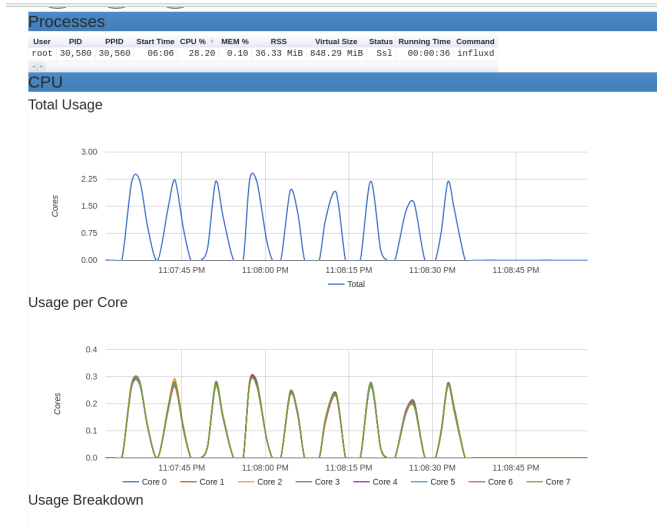 Processes
User PID PPID Start Time CPU % ▼ MEM % RSS Virtual Size Status Running Time Command
root 30,580 30,560 06:06 28.20 0.10 36.33 MiB 848.29 MiB Ssl 00:00:36 influxd
CPU
Total Usage
3.00
2.25
1.50
0.75
0.00
Cores
11:07:45 PM 11:08:00 PM 11:08:15 PM 11:08:30 PM 11:08:45 PM
Total
Usage per Core
0.4
0.3
0.2
0.1
0.0
Cores
11:07:45 PM 11:08:00 PM 11:08:15 PM 11:08:30 PM 11:08:45 PM
Core 0 Core 1 Core 2 Core 3 Core 4 Core 5 Core 6 Core 7
Usage Breakdown